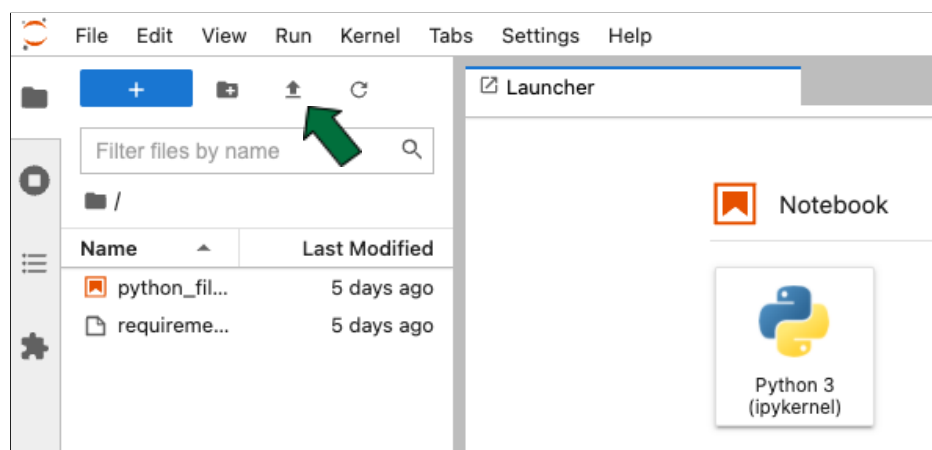 File Edit View Run Kernel Tabs Settings Help
Launcher
Filter files by name
/
Name Last Modified
python_fil... 5 days ago
requireme... 5 days ago
Notebook
Python 3
(ipykernel)